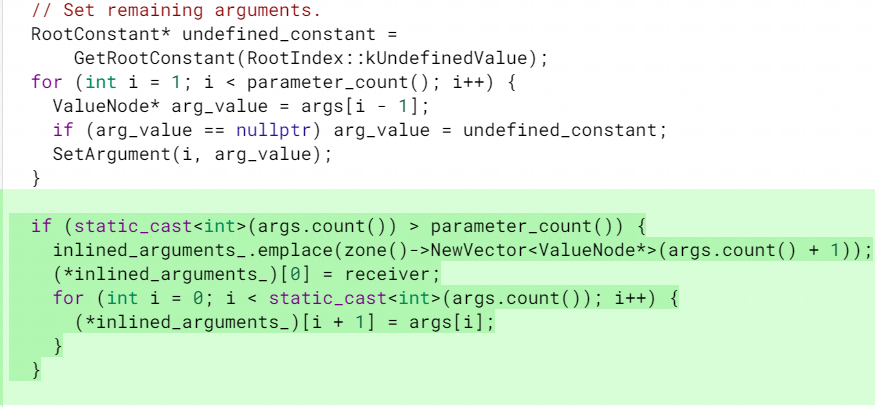 // Set remaining arguments.
RootConstant* undefined_constant =
    GetRootConstant(RootIndex::kUndefinedValue);
for (int i = 1; i < parameter_count(); i++) {
  ValueNode* arg_value = args[i - 1];
  if (arg_value == nullptr) arg_value = undefined_constant;
  SetArgument(i, arg_value);
}
if (static_cast<int>(args.count()) > parameter_count()) {
  inlined_arguments_.emplace(zone()->NewVector<ValueNode*>(args.count() + 1));
  (*inlined_arguments_)[0] = receiver;
  for (int i = 0; i < static_cast<int>(args.count()); i++) {
    (*inlined_arguments_)[i + 1] = args[i];
  }
}